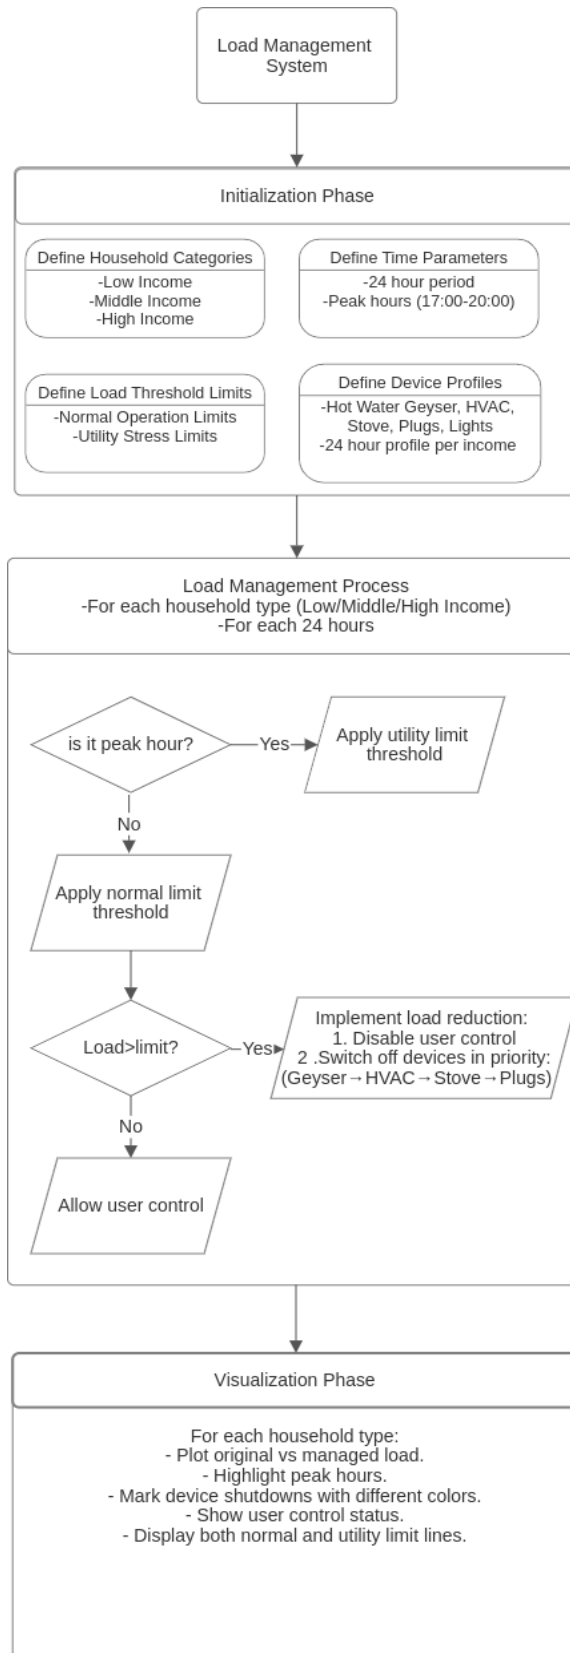 Load Management
System
Initialization Phase
Define Household Categories
-Low Income
-Middle Income
-High Income
Define Time Parameters
-24 hour period
-Peak hours (17:00-20:00)
Define Load Threshold Limits
-Normal Operation Limits
-Utility Stress Limits
Define Device Profiles
-Hot Water Geyser, HVAC,
Stove, Plugs, Lights
-24 hour profile per income
Load Management Process
-For each household type (Low/Middle/High Income)
-For each 24 hours
is it peak hour?
Yes
Apply utility limit
threshold
No
Apply normal limit
threshold
Load>limit?
Yes
Implement load reduction:
1. Disable user control
2 .Switch off devices in priority:
(Geyser→HVAC→Stove→Plugs)
No
Allow user control
Visualization Phase
For each household type:
- Plot original vs managed load.
- Highlight peak hours.
- Mark device shutdowns with different colors.
- Show user control status.
- Display both normal and utility limit lines.